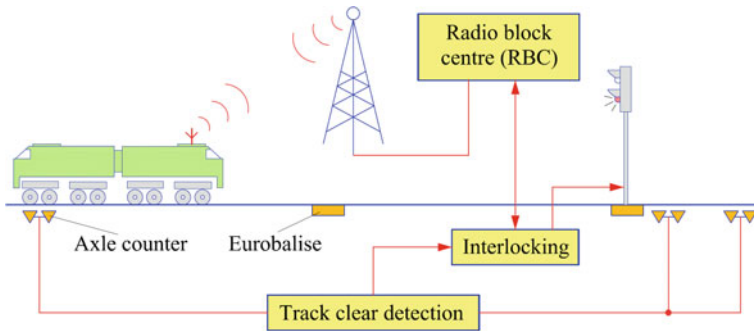 Radio block
centre (RBC)
Axle counter
Eurobalise
Interlocking
Track clear detection